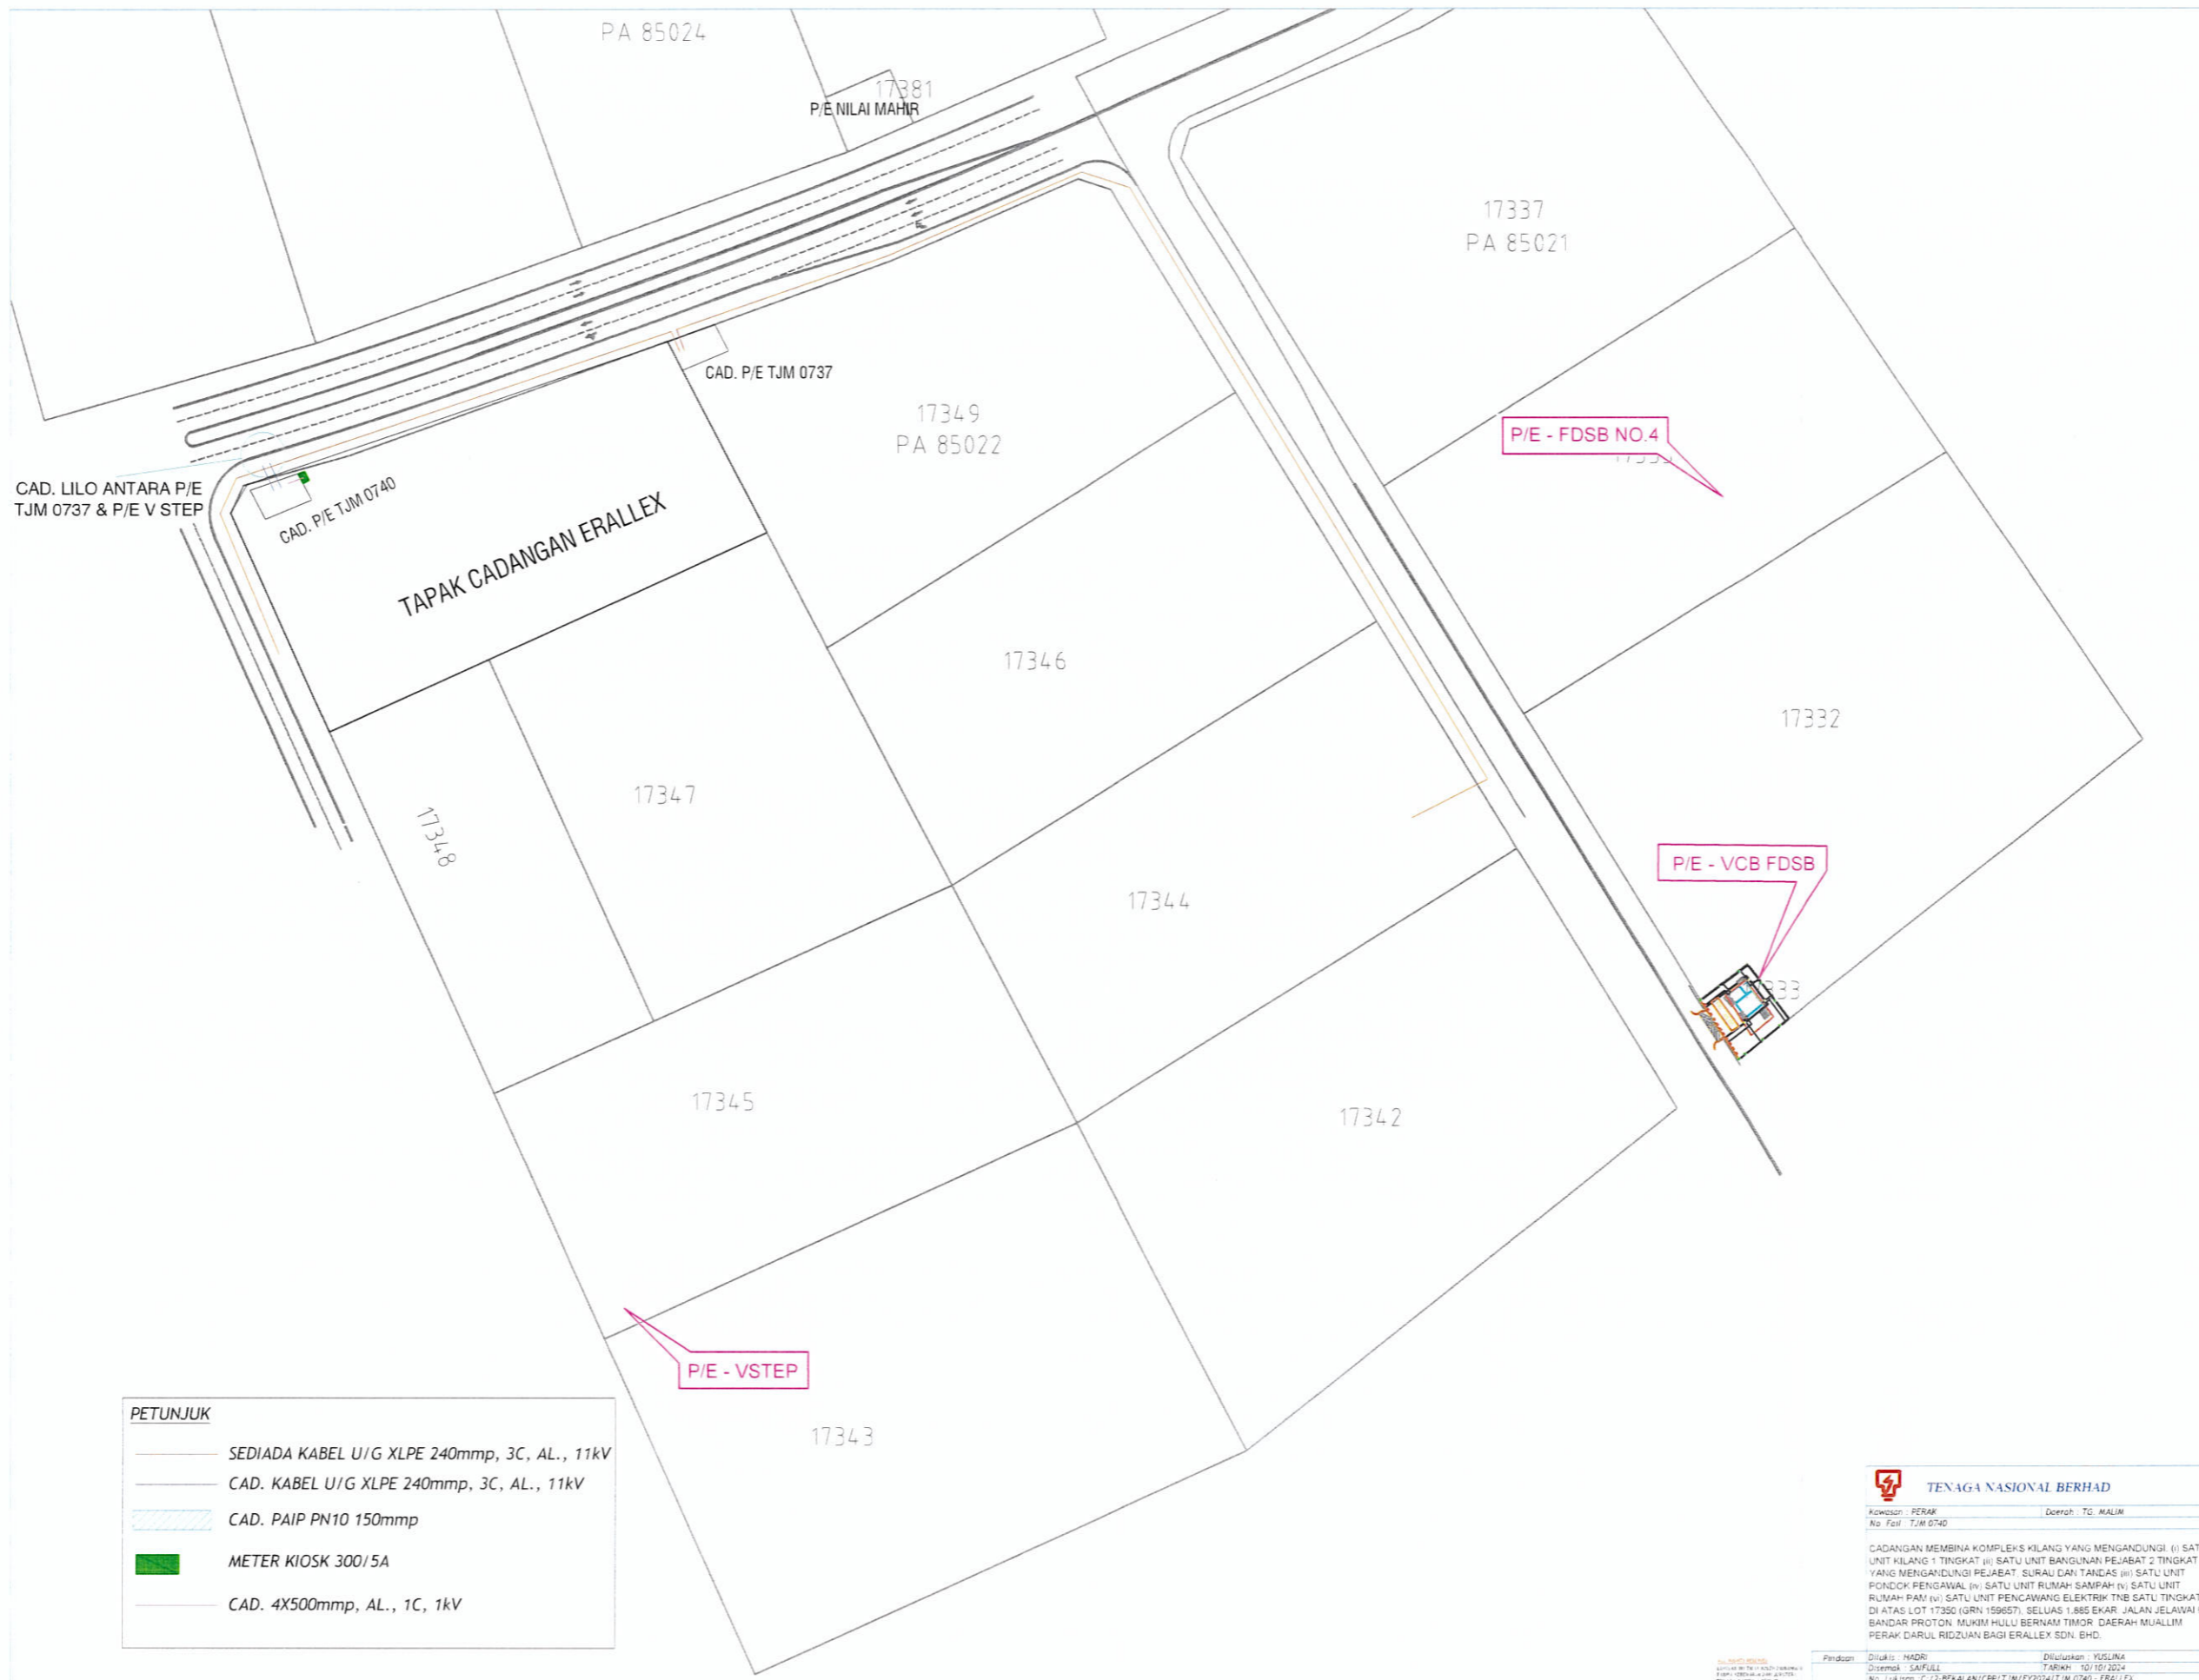 PA 85024
17381
P/E NILAI MAHIR
17337
PA 85021
CAD. P/E TJM 0737
17349
PA 85022
P/E - FDSB NO.4
CAD. LILO ANTARA P/E
TJM 0737 & P/E V STEP
CAD. P/E TJM 0740
TAPAK CADANGAN ERALLEX
17346
17332
17347
17348
P/E - VCB FDSB
17344
17345
17342
P/E - VSTEP
17343
PETUNJUK
SEDIADA KABEL U/G XLPE 240mmp, 3C, AL., 11kV
CAD. KABEL U/G XLPE 240mmp, 3C, AL., 11kV
CAD. PAIP PN10 150mmp
METER KIOSK 300/5A
CAD. 4X500mmp, AL., 1C, 1kV
TENAGA NASIONAL BERHAD
Kawasan : PERAK Daerah : TG. MALIM
No. Fail : TJM 0740
CADANGAN MEMBINA KOMPLEKS KILANG YANG MENGANDUNGI. (i) SAT
UNIT KILANG 1 TINGKAT (ii) SATU UNIT BANGUNAN PEJABAT 2 TINGKAT
YANG MENGANDUNGI PEJABAT, SURAU DAN TANDAS (iii) SATU UNIT
PONDOK PENGAWAL (iv) SATU UNIT RUMAH SAMPAH (v) SATU UNIT
RUMAH PAM (vi) SATU UNIT PENCAWANG ELEKTRIK TNB SATU TINGKAT
DI ATAS LOT 17350 (GRN 159657), SELUAS 1.885 EKAR. JALAN JELAWAI
BANDAR PROTON. MUKIM HULU BERNAM TIMOR. DAERAH MUALLIM
PERAK DARUL RIDZUAN BAGI ERALLEX SDN. BHD.
Pindaan Dilukis : HADRI Diluluskan : YUSLINA
Disemak : SAIFULL TARIKH : 10/10/2024